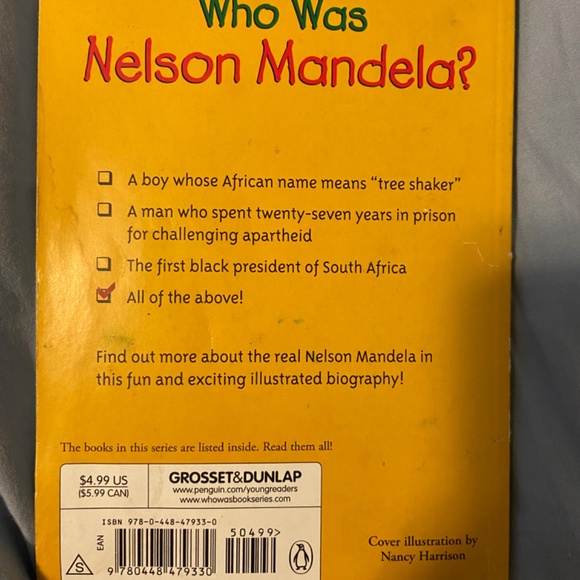 Who Was
Nelson Mandela?
A boy whose African name means “tree shaker”
A man who spent twenty-seven years in prison
for challenging apartheid
The first black president of South Africa
All of the above!
Find out more about the real Nelson Mandela in
this fun and exciting illustrated biography!
The books in this series are listed inside. Read them all!
$4.99 US
($5.99 CAN)
GROSSET&DUNLAP
www.penguin.com/youngreaders
www.whowasbookseries.com
ISBN 978-0-448-47933-0
50499>
EAN
S
9 780448 479330
Cover illustration by
Nancy Harrison